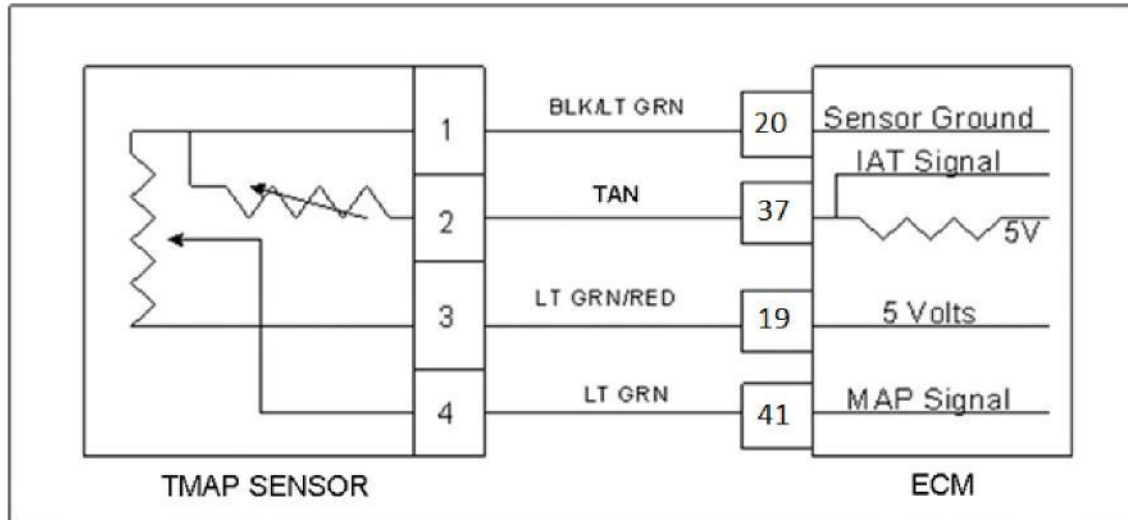 1 BLK/LT GRN 20 Sensor Ground
IAT Signal
2 TAN 37
5V
3 LT GRN/RED 19 5 Volts
4 LT GRN 41 MAP Signal
TMAP SENSOR ECM